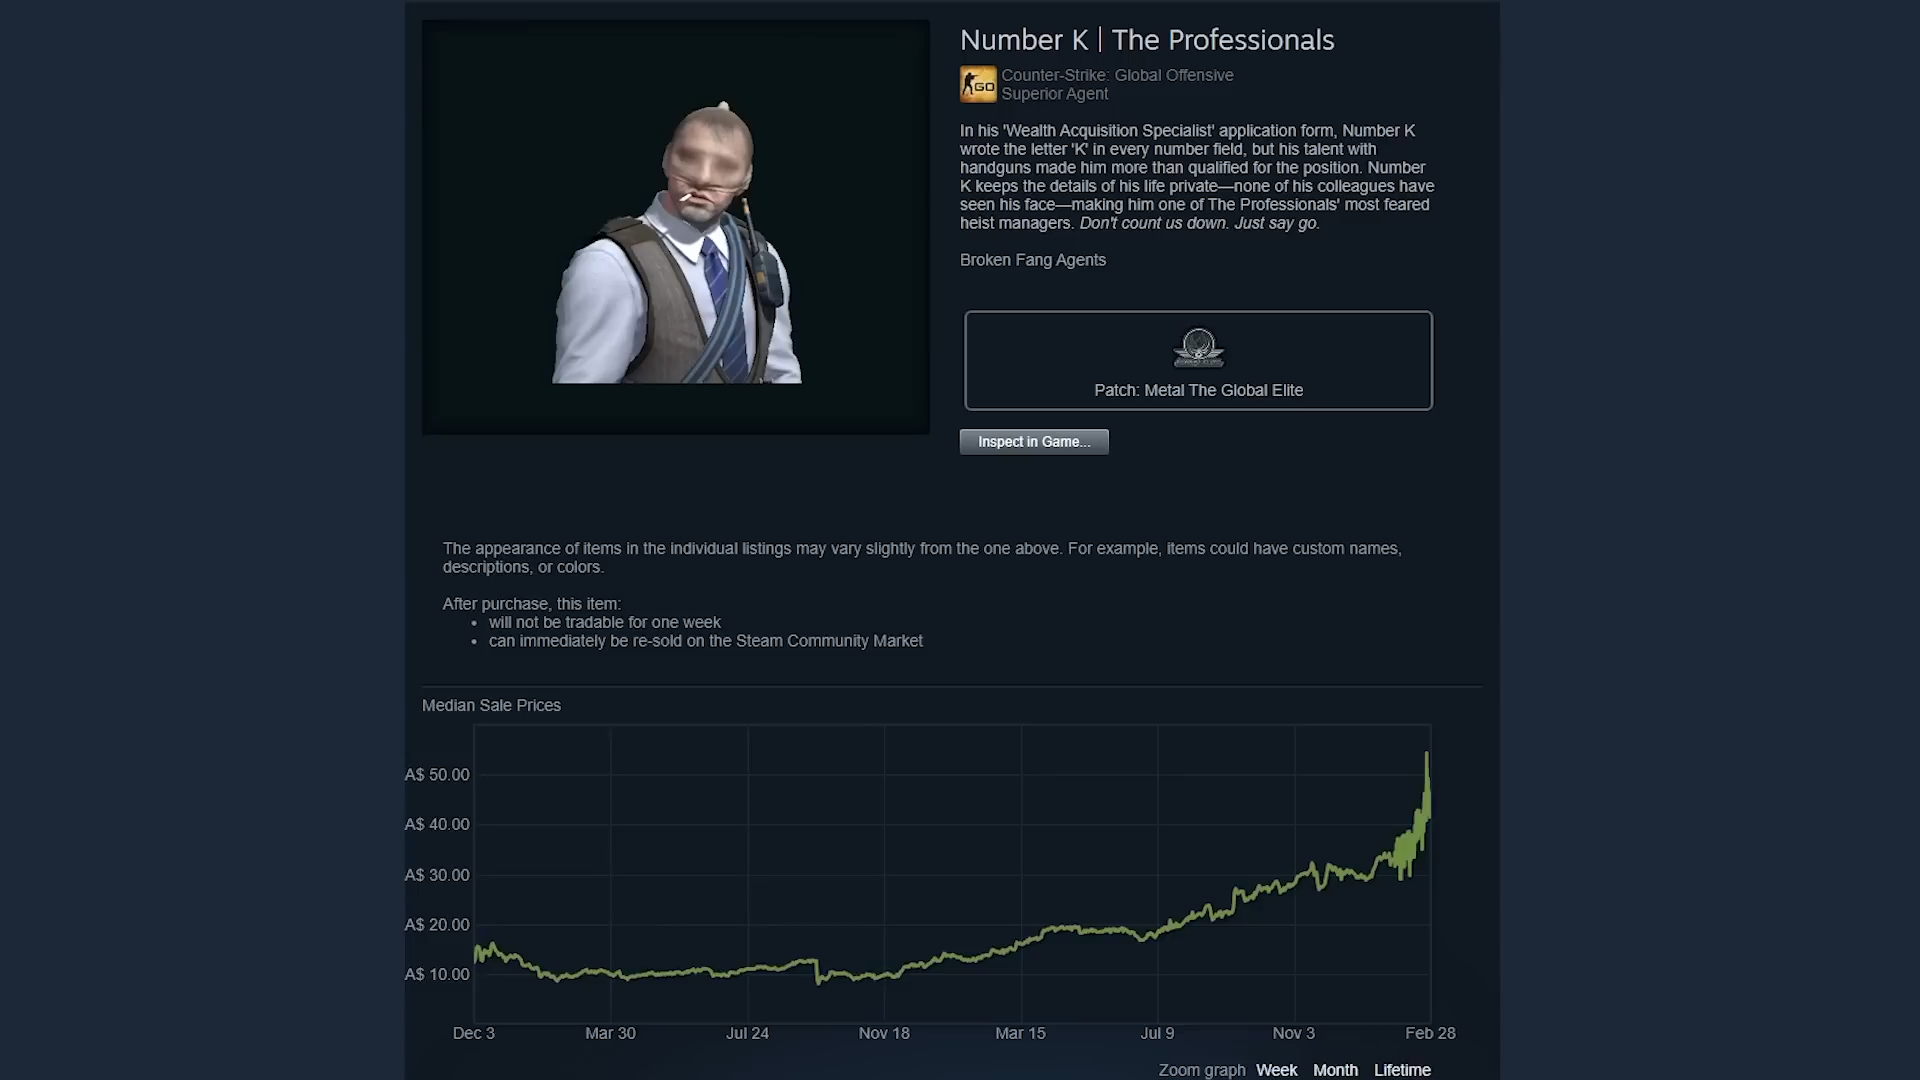 Number K | The Professionals
GO
Counter-Strike: Global Offensive
Superior Agent
In his 'Wealth Acquisition Specialist' application form, Number K
wrote the letter 'K' in every number field, but his talent with
handguns made him more than qualified for the position. Number
K keeps the details of his life private—none of his colleagues have
seen his face—making him one of The Professionals' most feared
heist managers. Don't count us down. Just say go.
Broken Fang Agents
Patch: Metal The Global Elite
Inspect in Game...
The appearance of items in the individual listings may vary slightly from the one above. For example, items could have custom names,
descriptions, or colors.
After purchase, this item:
• will not be tradable for one week
• can immediately be re-sold on the Steam Community Market
Median Sale Prices
A$ 50.00
A$ 40.00
A$ 30.00
A$ 20.00
A$ 10.00
Dec 3 Mar 30 Jul 24 Nov 18 Mar 15 Jul 9 Nov 3 Feb 28
Zoom graph Week Month Lifetime